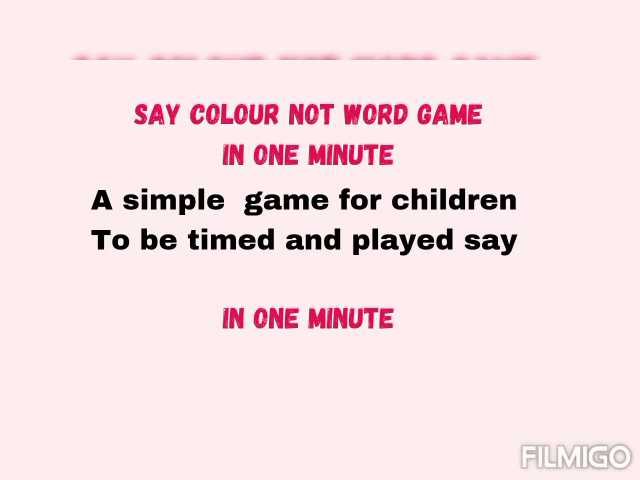 SAY COLOUR NOT WORD GAME
IN ONE MINUTE
A simple game for children
To be timed and played say
IN ONE MINUTE
FILMIGO